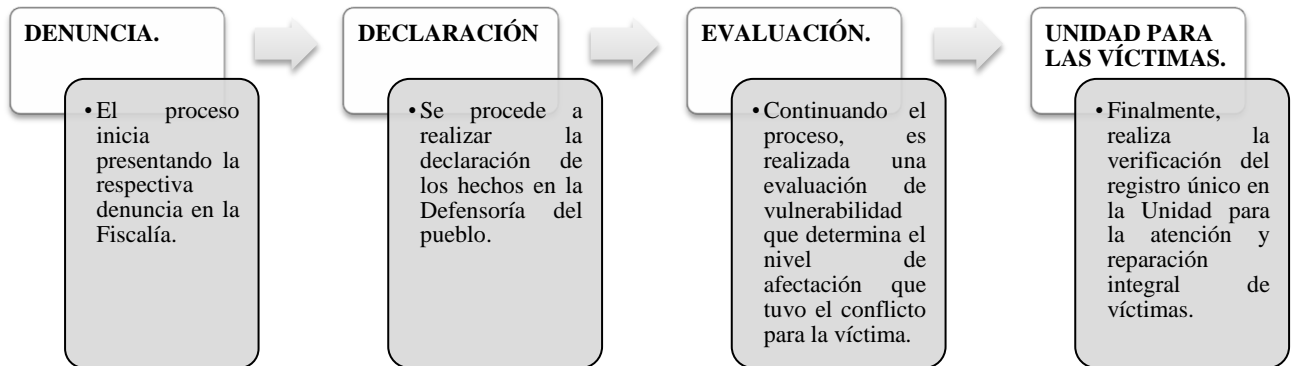 DENUNCIA.
• El proceso
inicia
presentando la
respectiva
denuncia en la
Fiscalía.
DECLARACIÓN
• Se procede a
realizar la
declaración de
los hechos en la
Defensoría del
pueblo.
EVALUACIÓN.
• Continuando el
proceso, es
realizada una
evaluación de
vulnerabilidad
que determina el
nivel de
afectación que
tuvo el conflicto
para la víctima.
UNIDAD PARA
LAS VÍCTIMAS.
• Finalmente,
realiza la
verificación del
registro único en
la Unidad para
la atención y
reparación
integral de
víctimas.